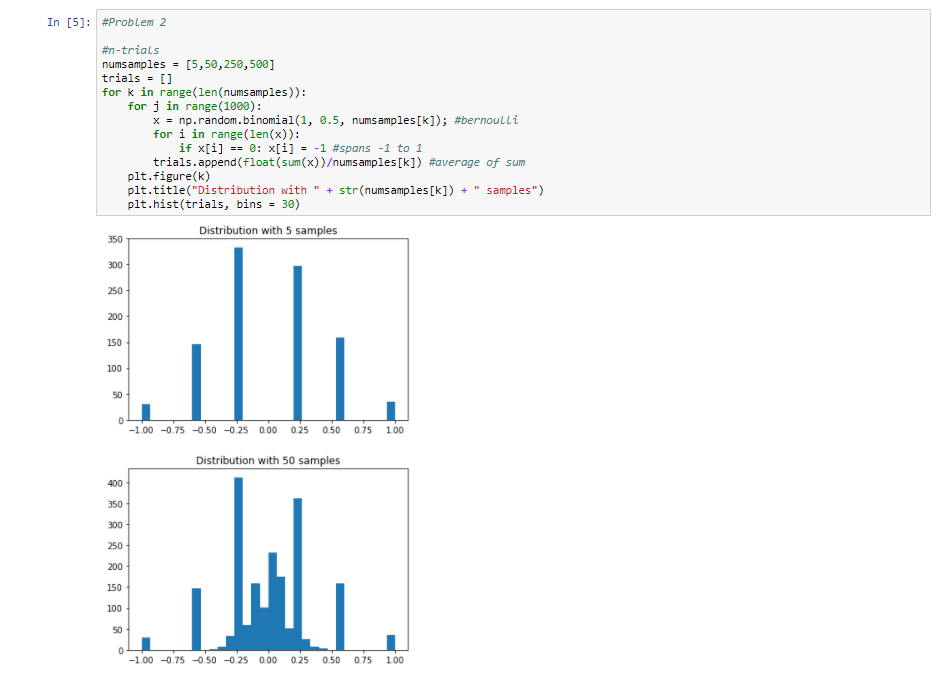 In [5]: #Problem 2
#n-trials
numsamples = [5,50,250,500]
trials = []
for k in range(len(numsamples)):
    for j in range(1000):
        x = np.random.binomial(1, 0.5, numsamples[k]); #bernoulli
        for i in range(len(x)):
            if x[i] == 0: x[i] = -1 #spans -1 to 1
        trials.append(float(sum(x))/numsamples[k]) #average of sum
    plt.figure(k)
    plt.title("Distribution with " + str(numsamples[k]) + " samples")
    plt.hist(trials, bins = 30)
Distribution with 5 samples
350
300
250
200
150
100
50
0
−1.00 −0.75 −0.50 −0.25 0.00 0.25 0.50 0.75 1.00
Distribution with 50 samples
400
350
300
250
200
150
100
50
0
−1.00 −0.75 −0.50 −0.25 0.00 0.25 0.50 0.75 1.00